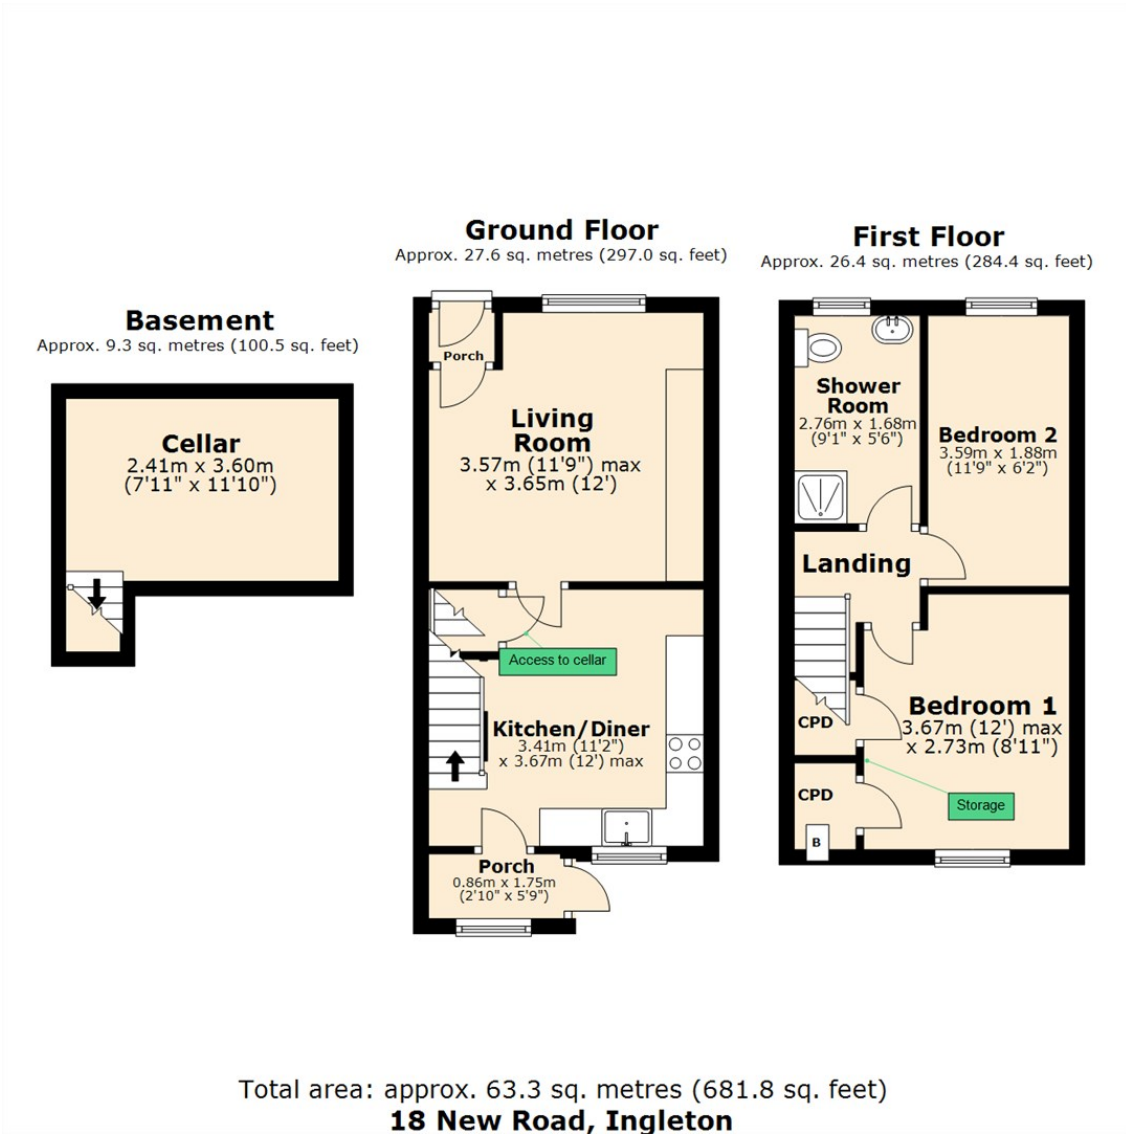 Basement
Approx. 9.3 sq. metres (100.5 sq. feet)
Cellar
2.41m x 3.60m
(7'11" x 11'10")
Ground Floor
Approx. 27.6 sq. metres (297.0 sq. feet)
Porch
Living
Room
3.57m (11'9") max
x 3.65m (12')
Access to cellar
Kitchen/Diner
3.41m (11'2")
x 3.67m (12') max
Porch
0.86m x 1.75m
(2'10" x 5'9")
First Floor
Approx. 26.4 sq. metres (284.4 sq. feet)
Shower
Room
2.76m x 1.68m
(9'1" x 5'6")
Bedroom 2
3.59m x 1.88m
(11'9" x 6'2")
Landing
Bedroom 1
3.67m (12') max
x 2.73m (8'11")
CPD
CPD
Storage
B
Total area: approx. 63.3 sq. metres (681.8 sq. feet)
18 New Road, Ingleton